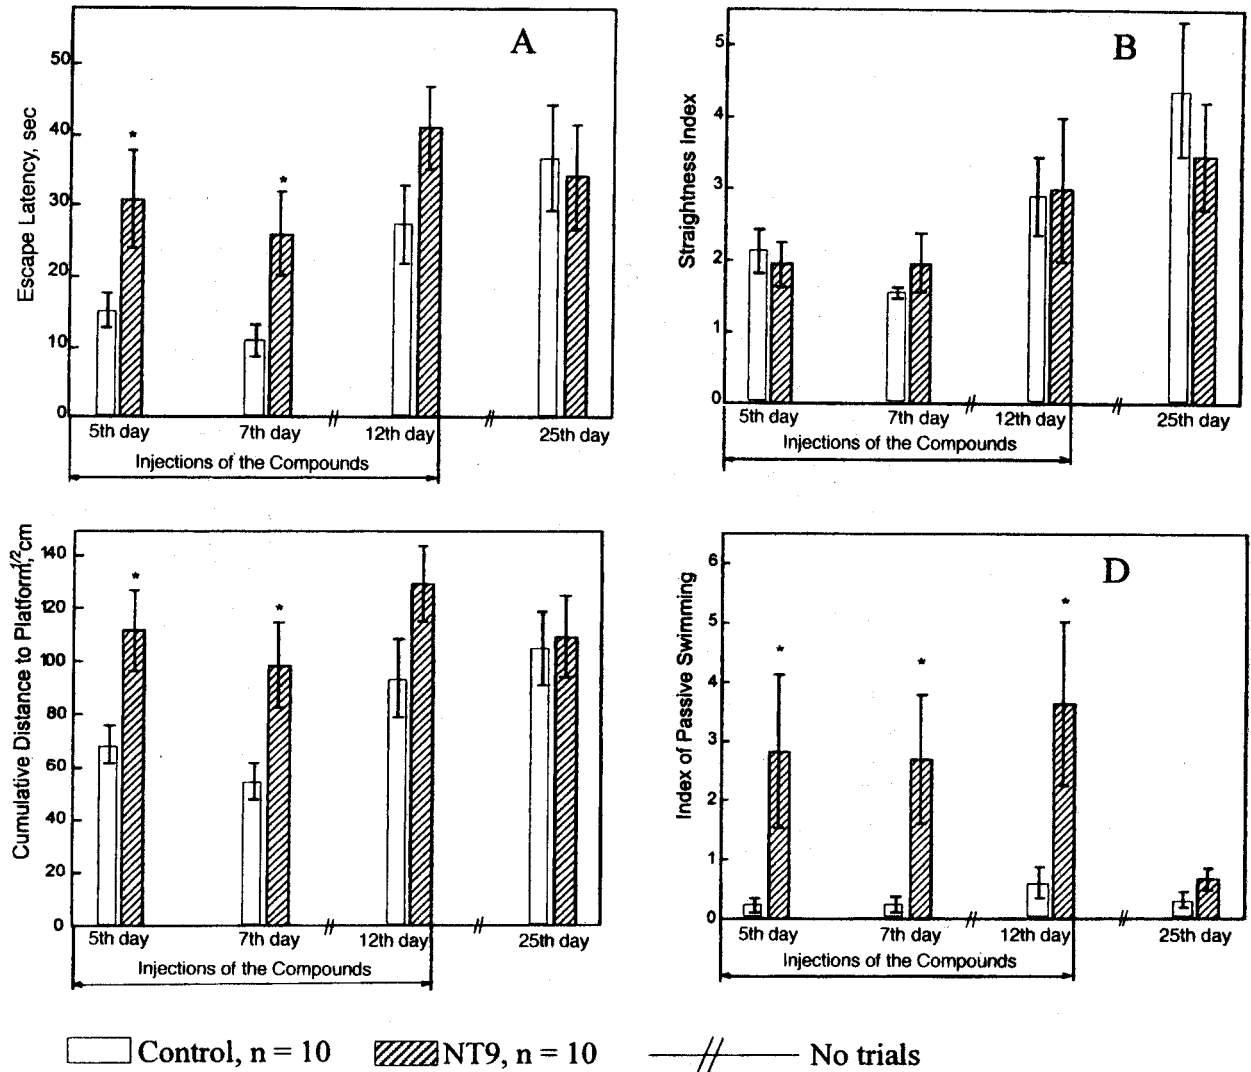 A
Escape Latency, sec
50
40
30
20
10
0
5th day 7th day 12th day 25th day
Injections of the Compounds
B
Straightness Index
5
4
3
2
1
0
5th day 7th day 12th day 25th day
Injections of the Compounds
Cumulative Distance to Platform,^1/2cm
140
120
100
80
60
40
20
0
5th day 7th day 12th day 25th day
Injections of the Compounds
D
Index of Passive Swimming
6
5
4
3
2
1
0
5th day 7th day 12th day 25th day
Injections of the Compounds
Control, n = 10 NT9, n = 10 No trials